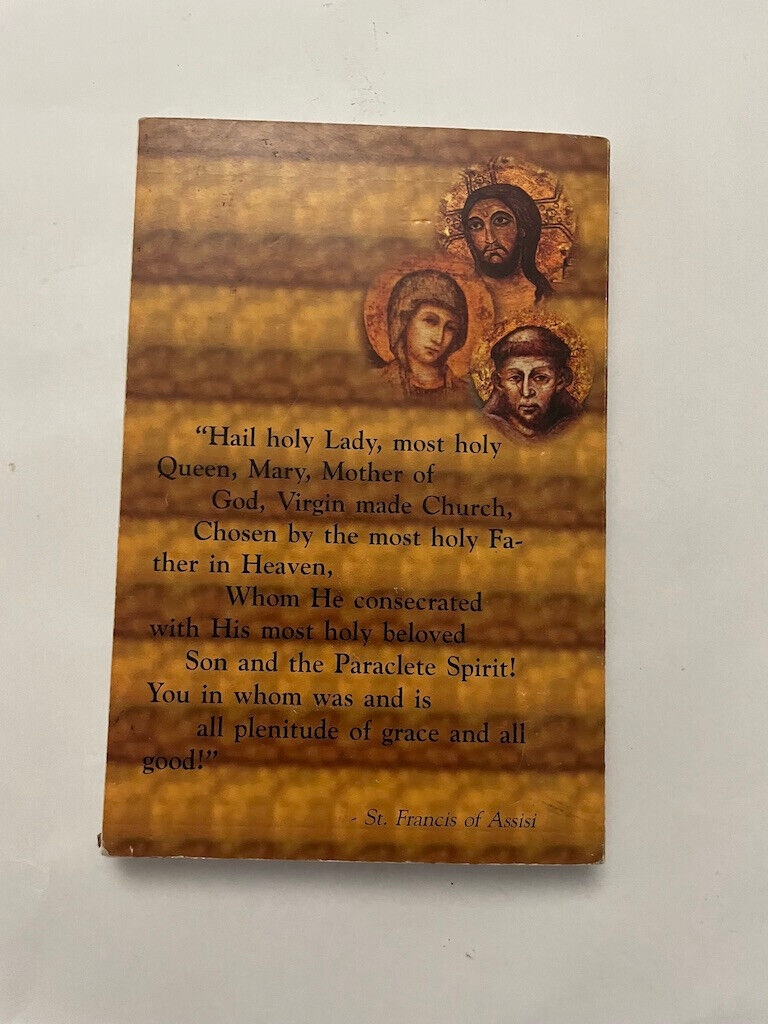 “Hail holy Lady, most holy
Queen, Mary, Mother of
God, Virgin made Church,
Chosen by the most holy Fa-
ther in Heaven,
Whom He consecrated
with His most holy beloved
Son and the Paraclete Spirit!
You in whom was and is
all plenitude of grace and all
good!”
- St. Francis of Assisi